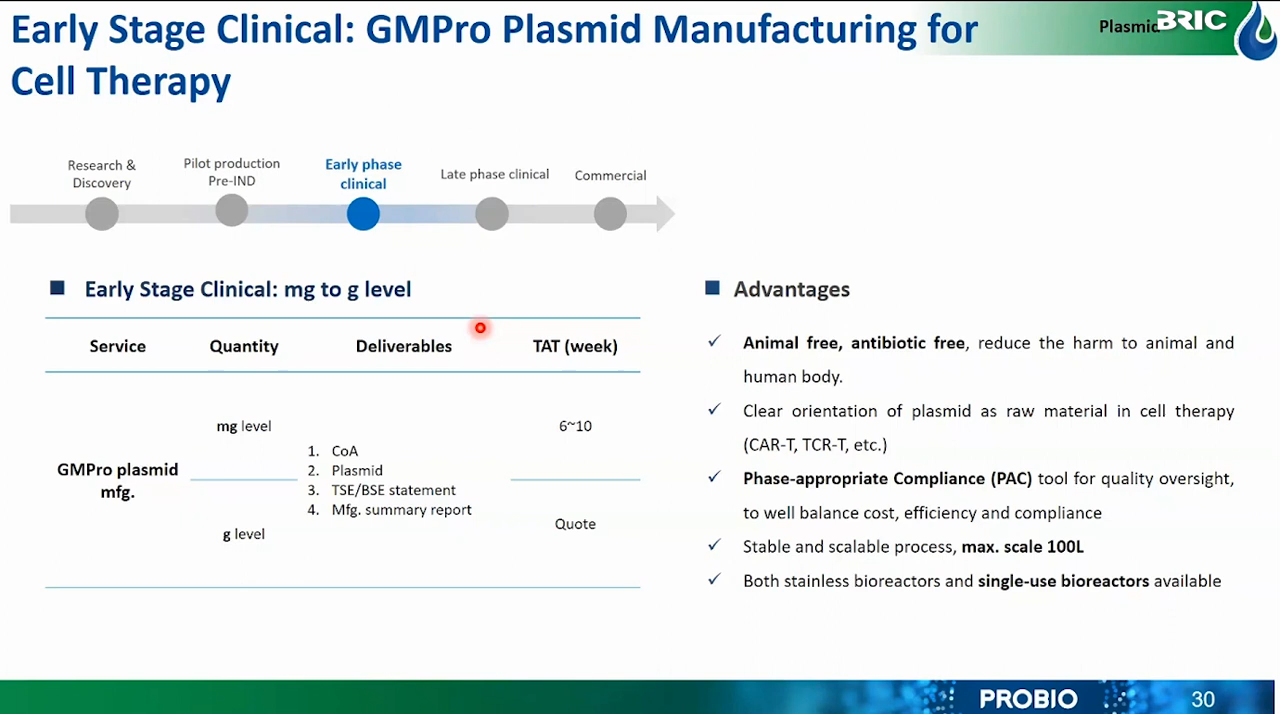 Early Stage Clinical: GMPro Plasmid Manufacturing for
Cell Therapy
Plasmid
BRIC
Research &
Discovery
Pilot production
Pre-IND
Early phase
clinical
Late phase clinical
Commercial
Early Stage Clinical: mg to g level
Service Quantity Deliverables TAT (week)
GMPro plasmid
mfg.
mg level
g level
1. CoA
2. Plasmid
3. TSE/BSE statement
4. Mfg. summary report
6~10
Quote
Advantages
Animal free, antibiotic free, reduce the harm to animal and
human body.
Clear orientation of plasmid as raw material in cell therapy
(CAR-T, TCR-T, etc.)
Phase-appropriate Compliance (PAC) tool for quality oversight,
to well balance cost, efficiency and compliance
Stable and scalable process, max. scale 100L
Both stainless bioreactors and single-use bioreactors available
PROBIO
30